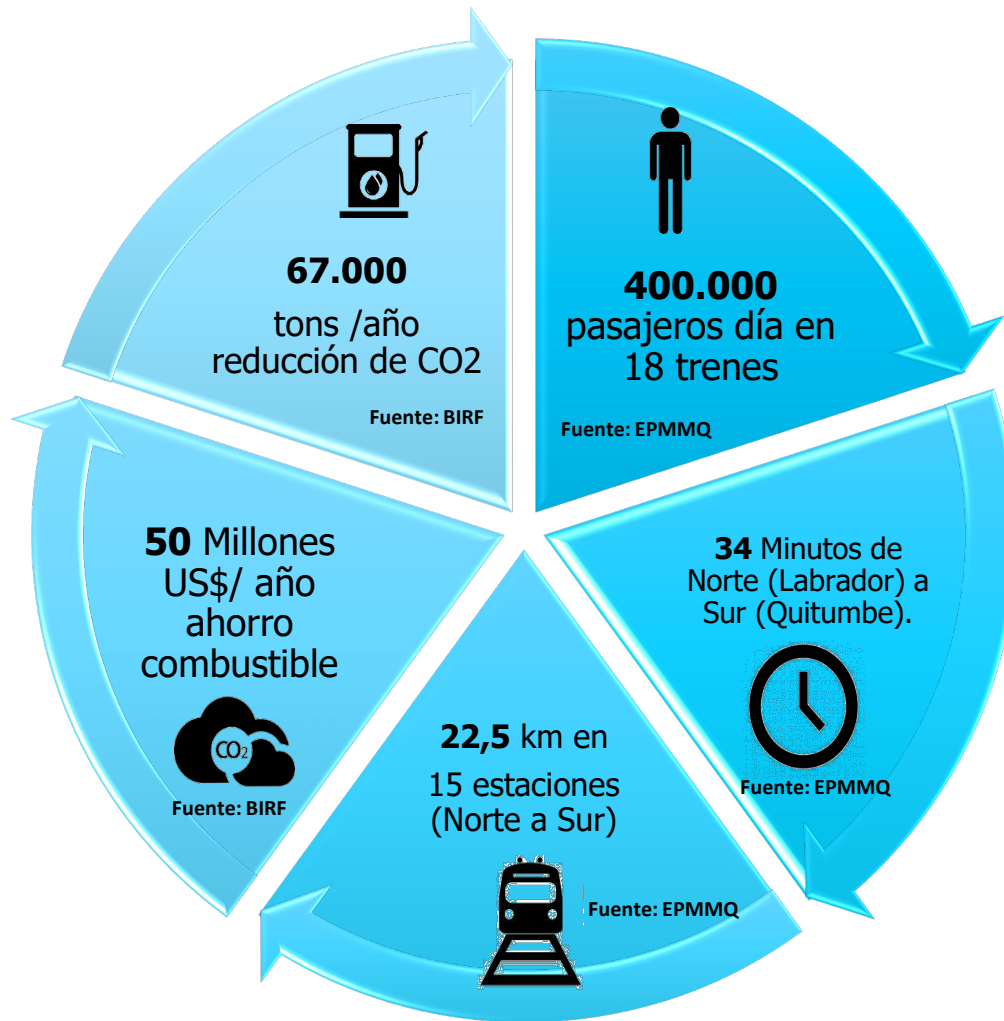 400.000
pasajeros día en
18 trenes
Fuente: EPMMQ
34 Minutos de
Norte (Labrador) a
Sur (Quitumbe).
Fuente: EPMMQ
22,5 km en
15 estaciones
(Norte a Sur)
Fuente: EPMMQ
50 Millones
US$/ año
ahorro
combustible
CO2
Fuente: BIRF
67.000
tons /año
reducción de CO2
Fuente: BIRF